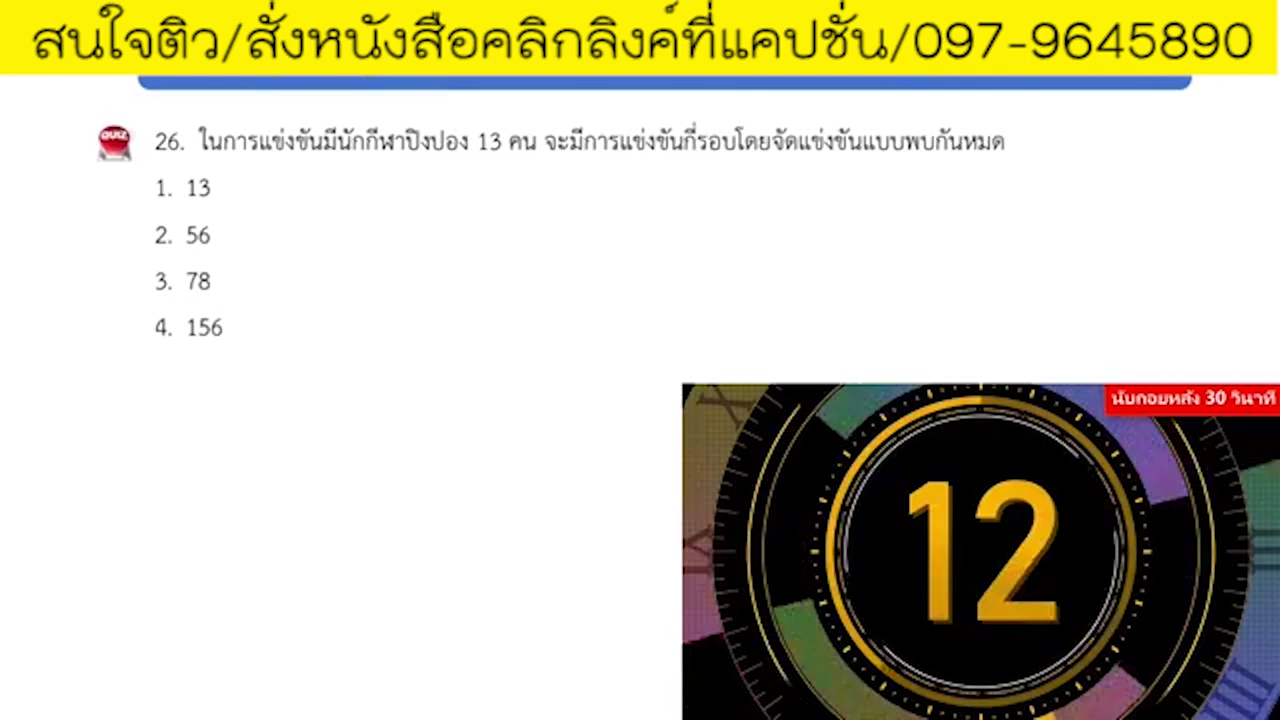 สนใจติว/สั่งหนังสือคลิกลิงค์ที่แคปชั่น/097-9645890
QUIZ
26. ในการแข่งขันมีนักกีฬาปิงปอง 13 คน จะมีการแข่งขันกี่รอบโดยจัดแข่งขันแบบพบกันหมด
1. 13
2. 56
3. 78
4. 156
นับถอยหลัง 30 วินาที
12